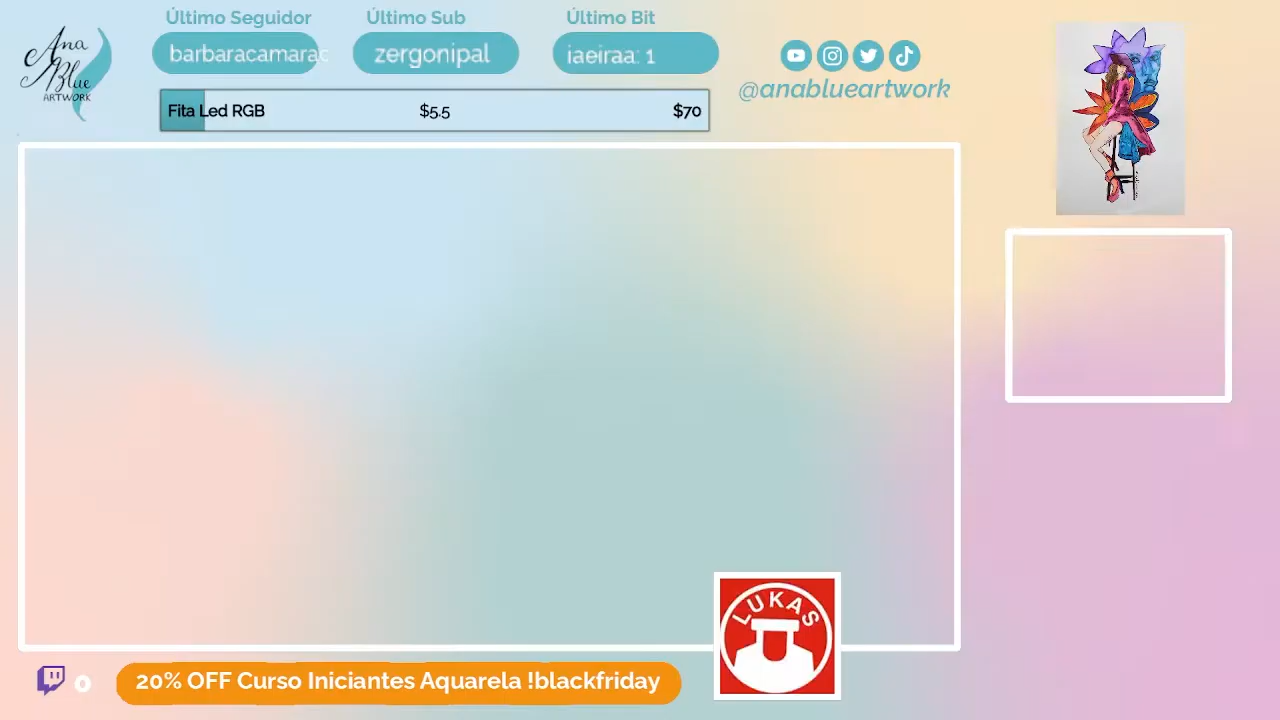 Último Seguidor
Último Sub
Último Bit
barbaracamarac
zergonipal
iaeiraa: 1
Ana
Blue
ARTWORK
@anablueartwork
Fita Led RGB
$5.5
$70
LUKAS
0
20% OFF Curso Iniciantes Aquarela !blackfriday